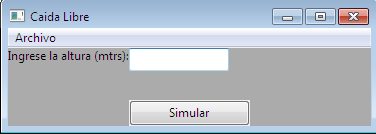 Caida Libre
Archivo
Ingrese la altura (mtrs):
Simular